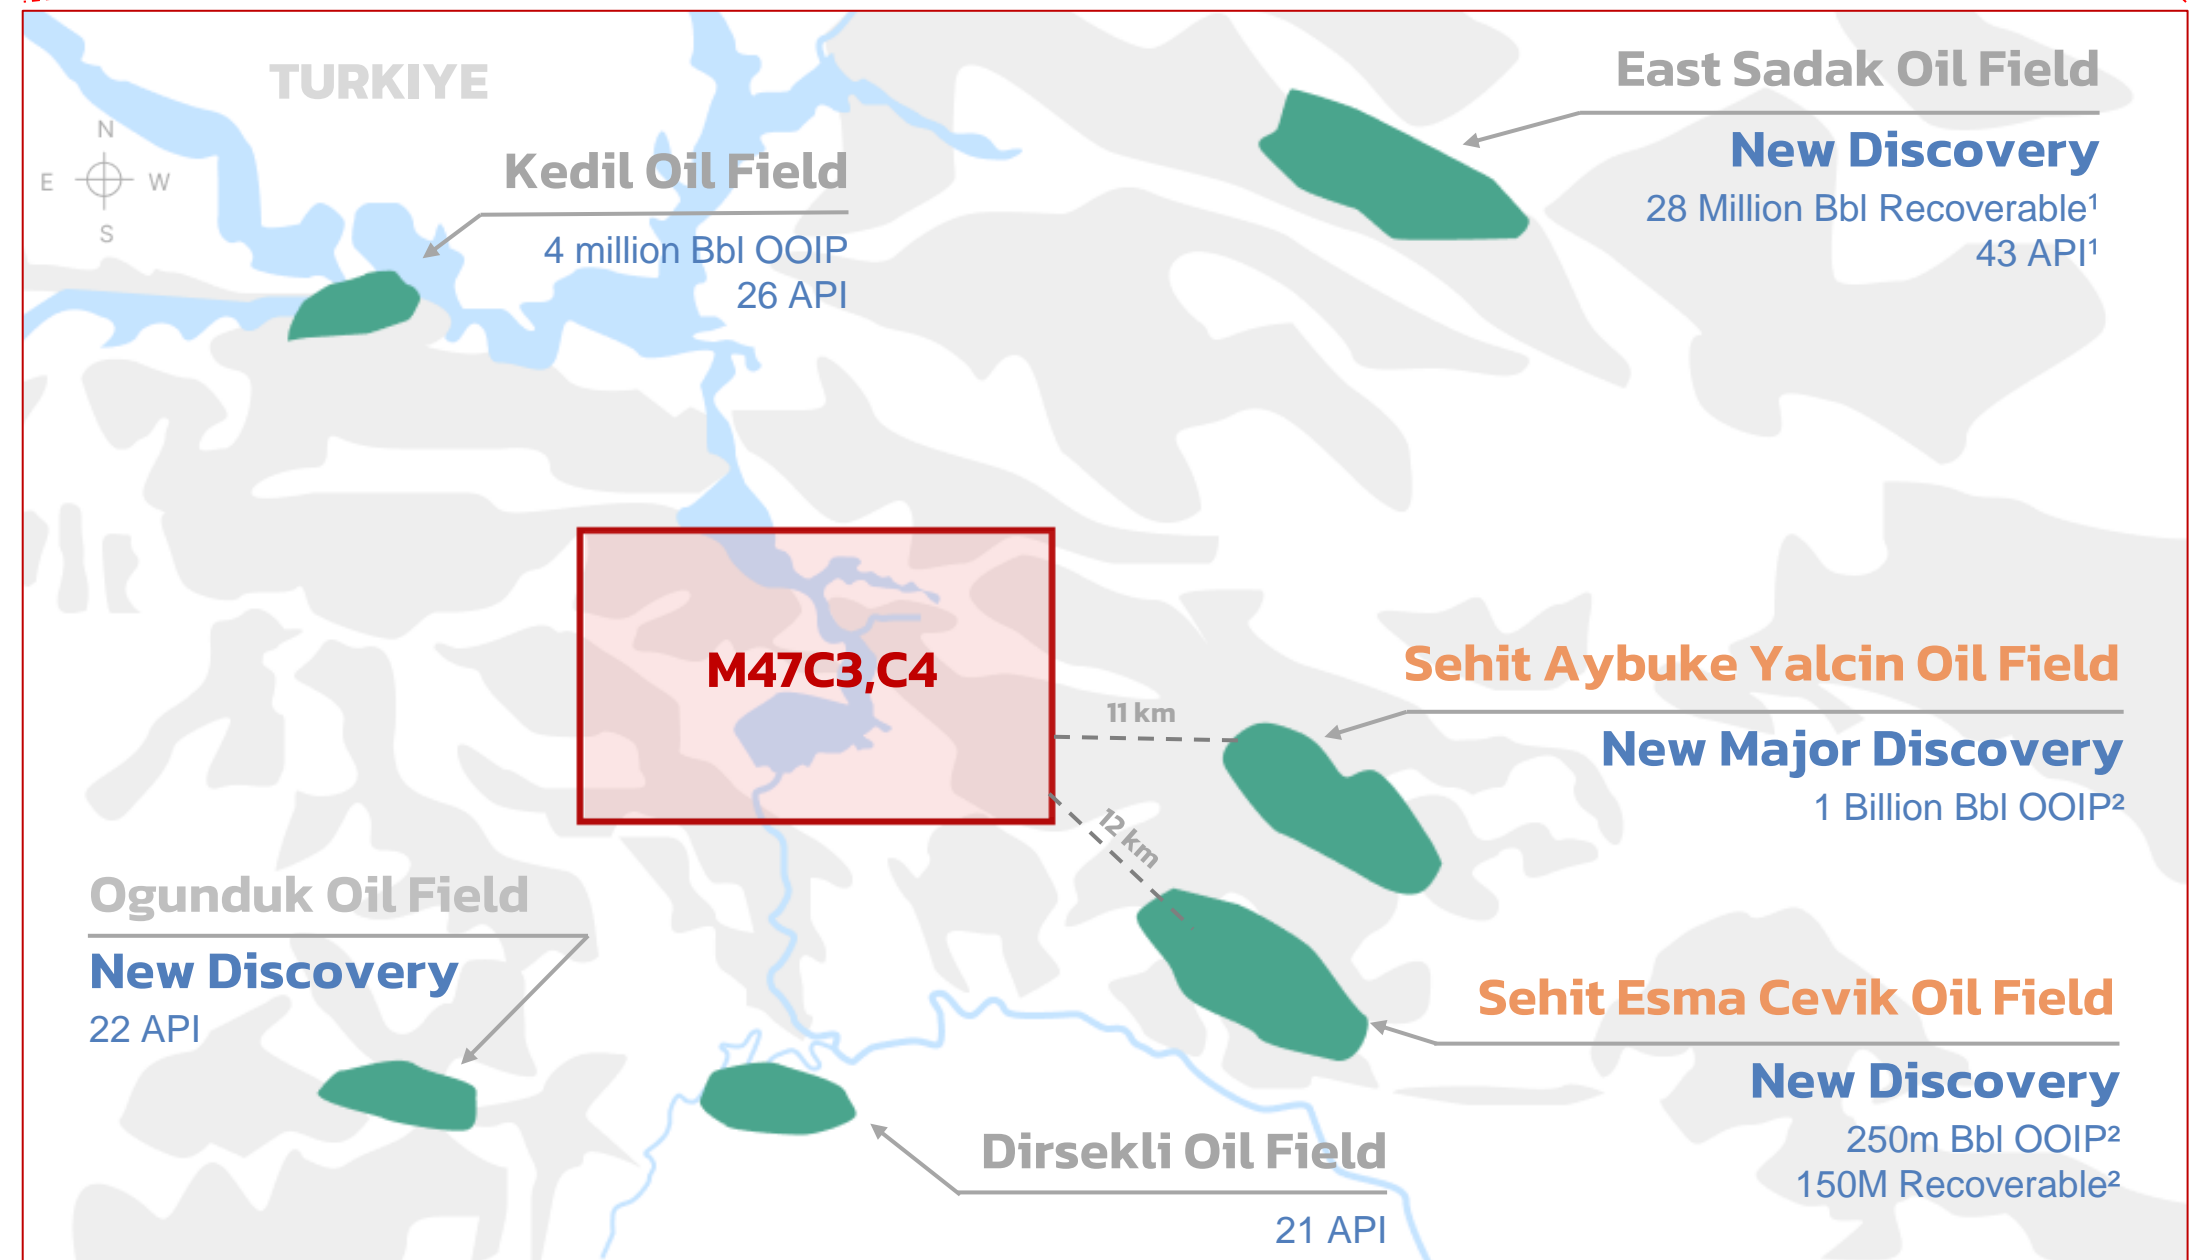 TURKIYE
N
E
W
S
Kedil Oil Field
4 million Bbl OOIP
26 API
East Sadak Oil Field
New Discovery
28 Million Bbl Recoverable¹
43 API¹
M47C3,C4
11 km
12 km
Sehit Aybuke Yalcin Oil Field
New Major Discovery
1 Billion Bbl OOIP²
Ogunduk Oil Field
New Discovery
22 API
Sehit Esma Cevik Oil Field
New Discovery
250m Bbl OOIP²
150M Recoverable²
Dirsekli Oil Field
21 API